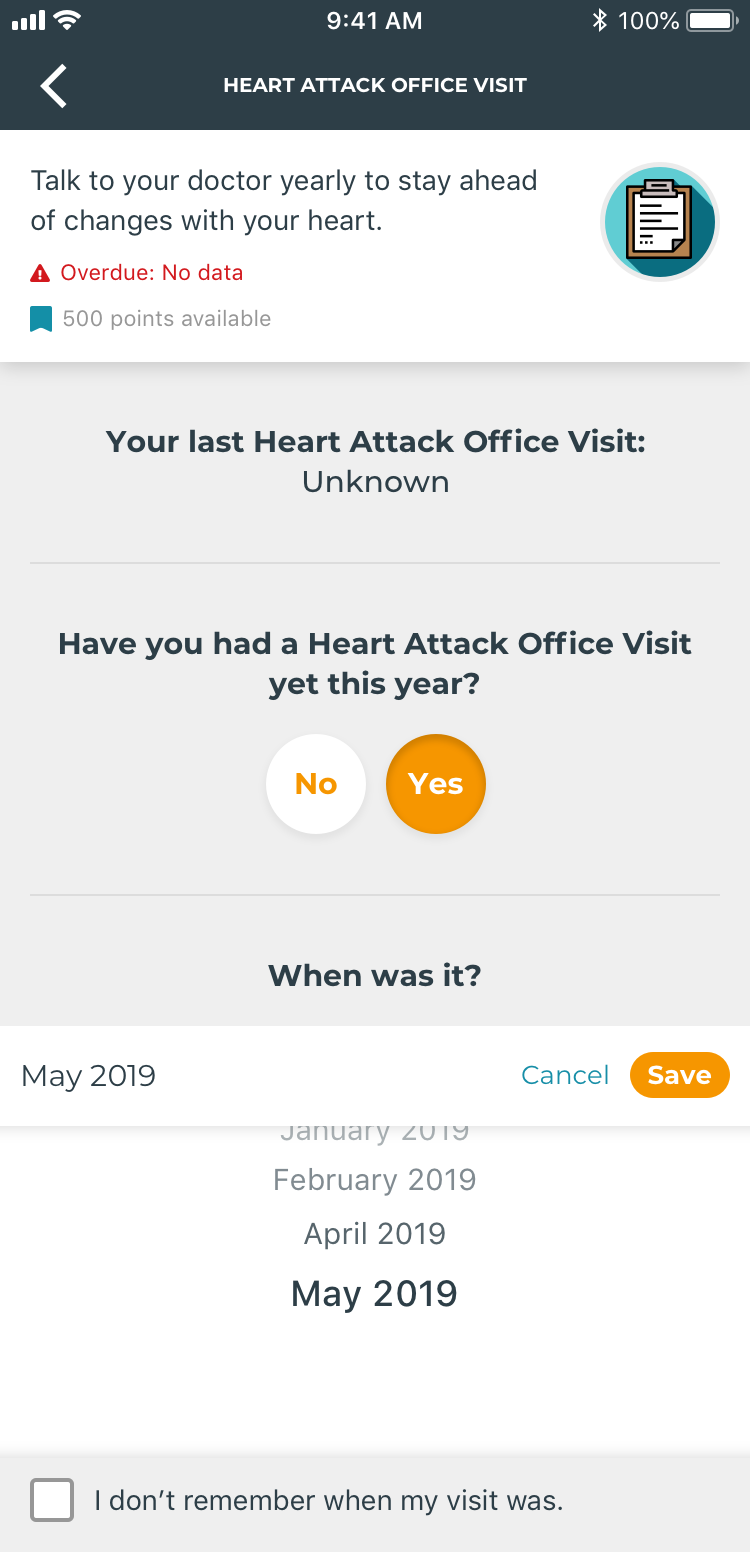 9:41 AM
100%
HEART ATTACK OFFICE VISIT
Talk to your doctor yearly to stay ahead
of changes with your heart.
Overdue: No data
500 points available
Your last Heart Attack Office Visit:
Unknown
Have you had a Heart Attack Office Visit
yet this year?
No Yes
When was it?
May 2019 Cancel Save
January 2019
February 2019
April 2019
May 2019
I don’t remember when my visit was.